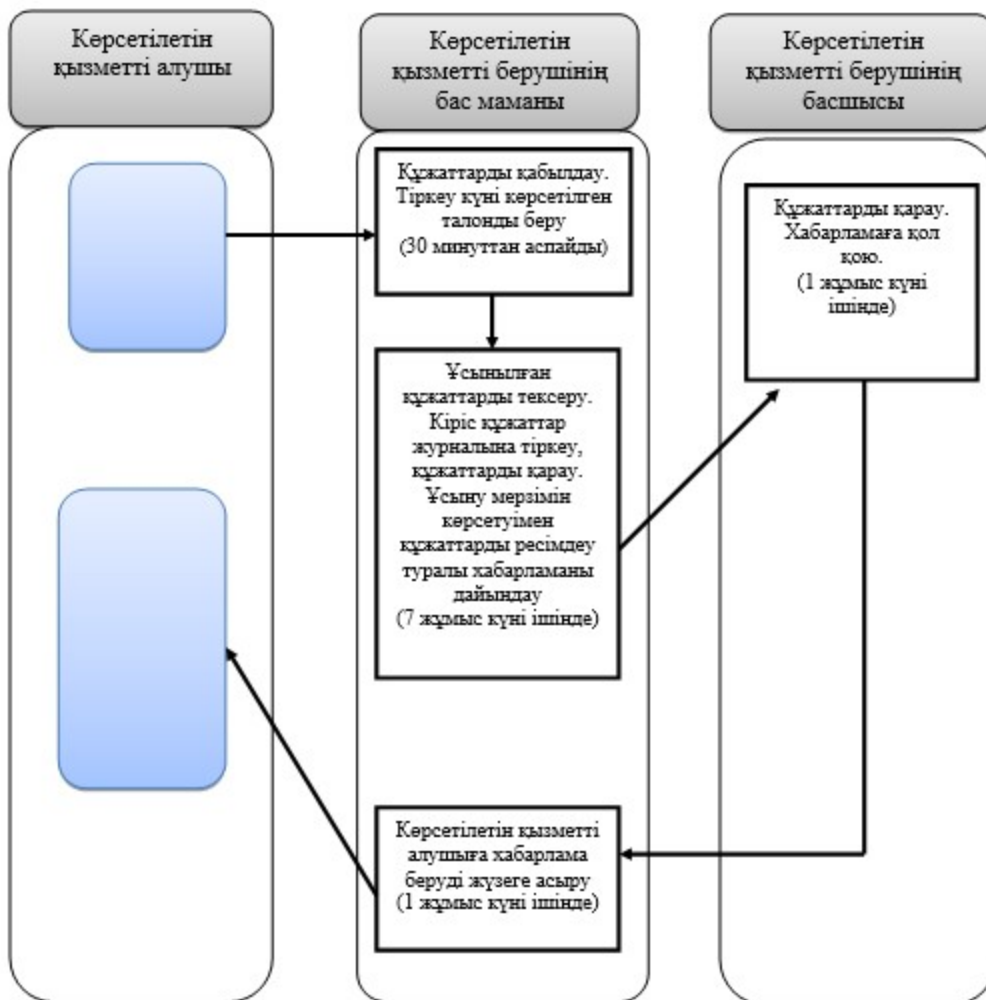 Көрсетілетін
қызметті алушы
Көрсетілетін
қызметті берушінің
бас маманы
Көрсетілетін
қызметті берушінің
басшысы
Құжаттарды қабылдау.
Тіркеу күні көрсетілген
талонды беру
(30 минуттан аспайды)
Құжаттарды қарау.
Хабарламаға қол
қою.
(1 жұмыс күні
ішінде)
Ұсынылған
құжаттарды тексеру.
Кіріс құжаттар
журналына тіркеу,
құжаттарды қарау.
Ұсыну мерзімін
көрсетуімен
құжаттарды ресімдеу
туралы хабарламаны
дайындау
(7 жұмыс күні ішінде)
Көрсетілетін қызметті
алушыға хабарлама
беруді жүзеге асыру
(1 жұмыс күні ішінде)